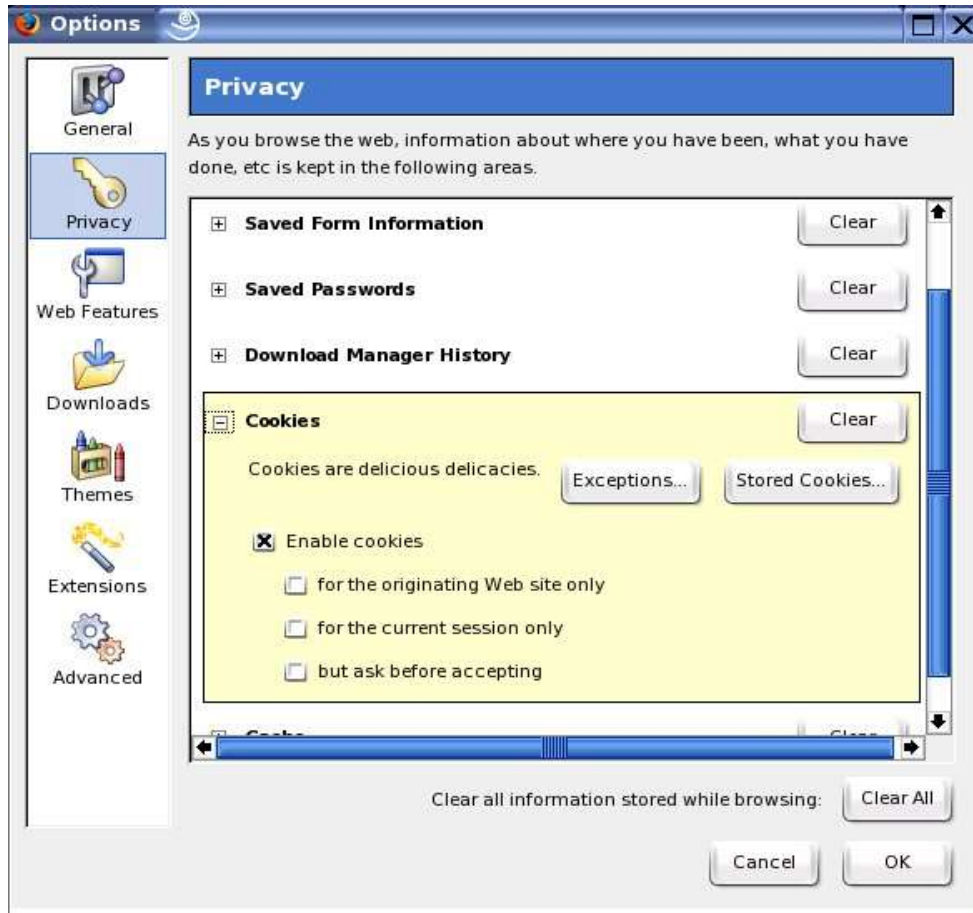 Options
General
Privacy
Web Features
Downloads
Themes
Extensions
Advanced
Privacy
As you browse the web, information about where you have been, what you have
done, etc is kept in the following areas.
Saved Form Information Clear
Saved Passwords Clear
Download Manager History Clear
Cookies Clear
Cookies are delicious delicacies. Exceptions... Stored Cookies...
Enable cookies
for the originating Web site only
for the current session only
but ask before accepting
Cache Clear
Clear all information stored while browsing: Clear All
Cancel OK